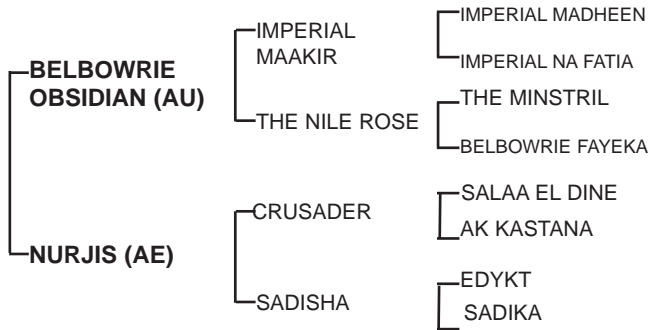 IMPERIAL MADHEEN
IMPERIAL
MAAKIR
IMPERIAL NA FATIA
BELBOWRIE
OBSIDIAN (AU)
THE MINSTRIL
THE NILE ROSE
BELBOWRIE FAYEKA
SALAA EL DINE
CRUSADER
AK KASTANA
NURJIS (AE)
EDYKT
SADISHA
SADIKA